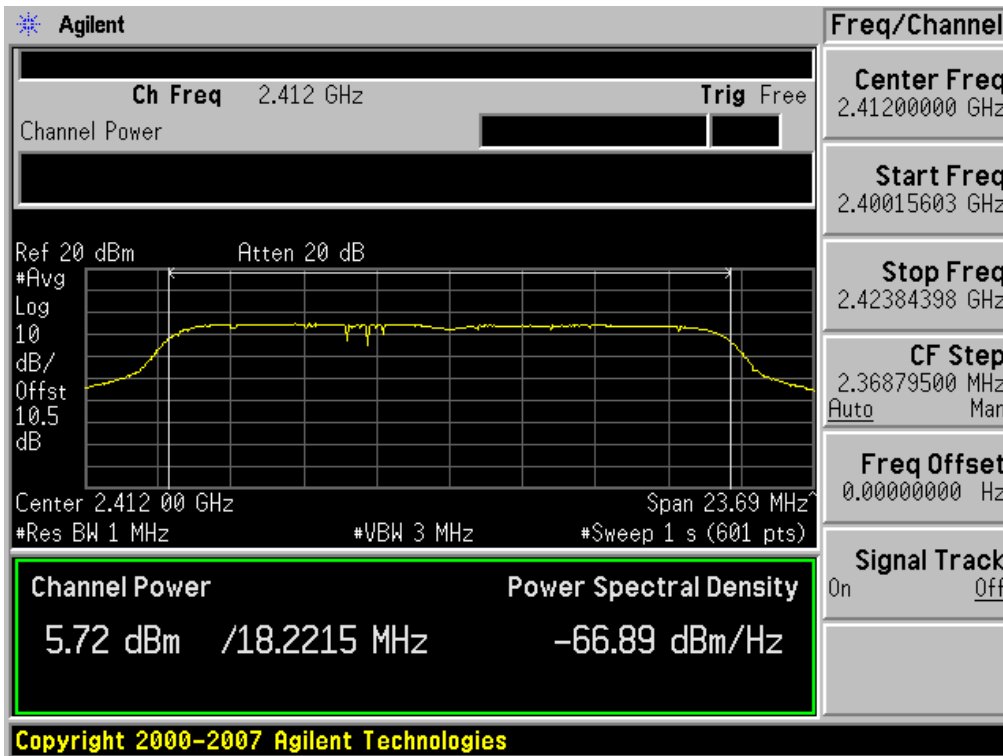 Agilent
Freq/Channel
Ch Freq 2.412 GHz Trig Free
Channel Power
Center Freq
2.41200000 GHz
Start Freq
2.40015603 GHz
Stop Freq
2.42384398 GHz
CF Step
2.36879500 MHz
Auto Man
Freq Offset
0.00000000 Hz
Signal Track
On Off
Ref 20 dBm Atten 20 dB
#Avg
Log
10
dB/
Offst
10.5
dB
Center 2.412 00 GHz Span 23.69 MHz^
#Res BW 1 MHz #VBW 3 MHz #Sweep 1 s (601 pts)
Channel Power Power Spectral Density
5.72 dBm /18.2215 MHz -66.89 dBm/Hz
Copyright 2000-2007 Agilent Technologies